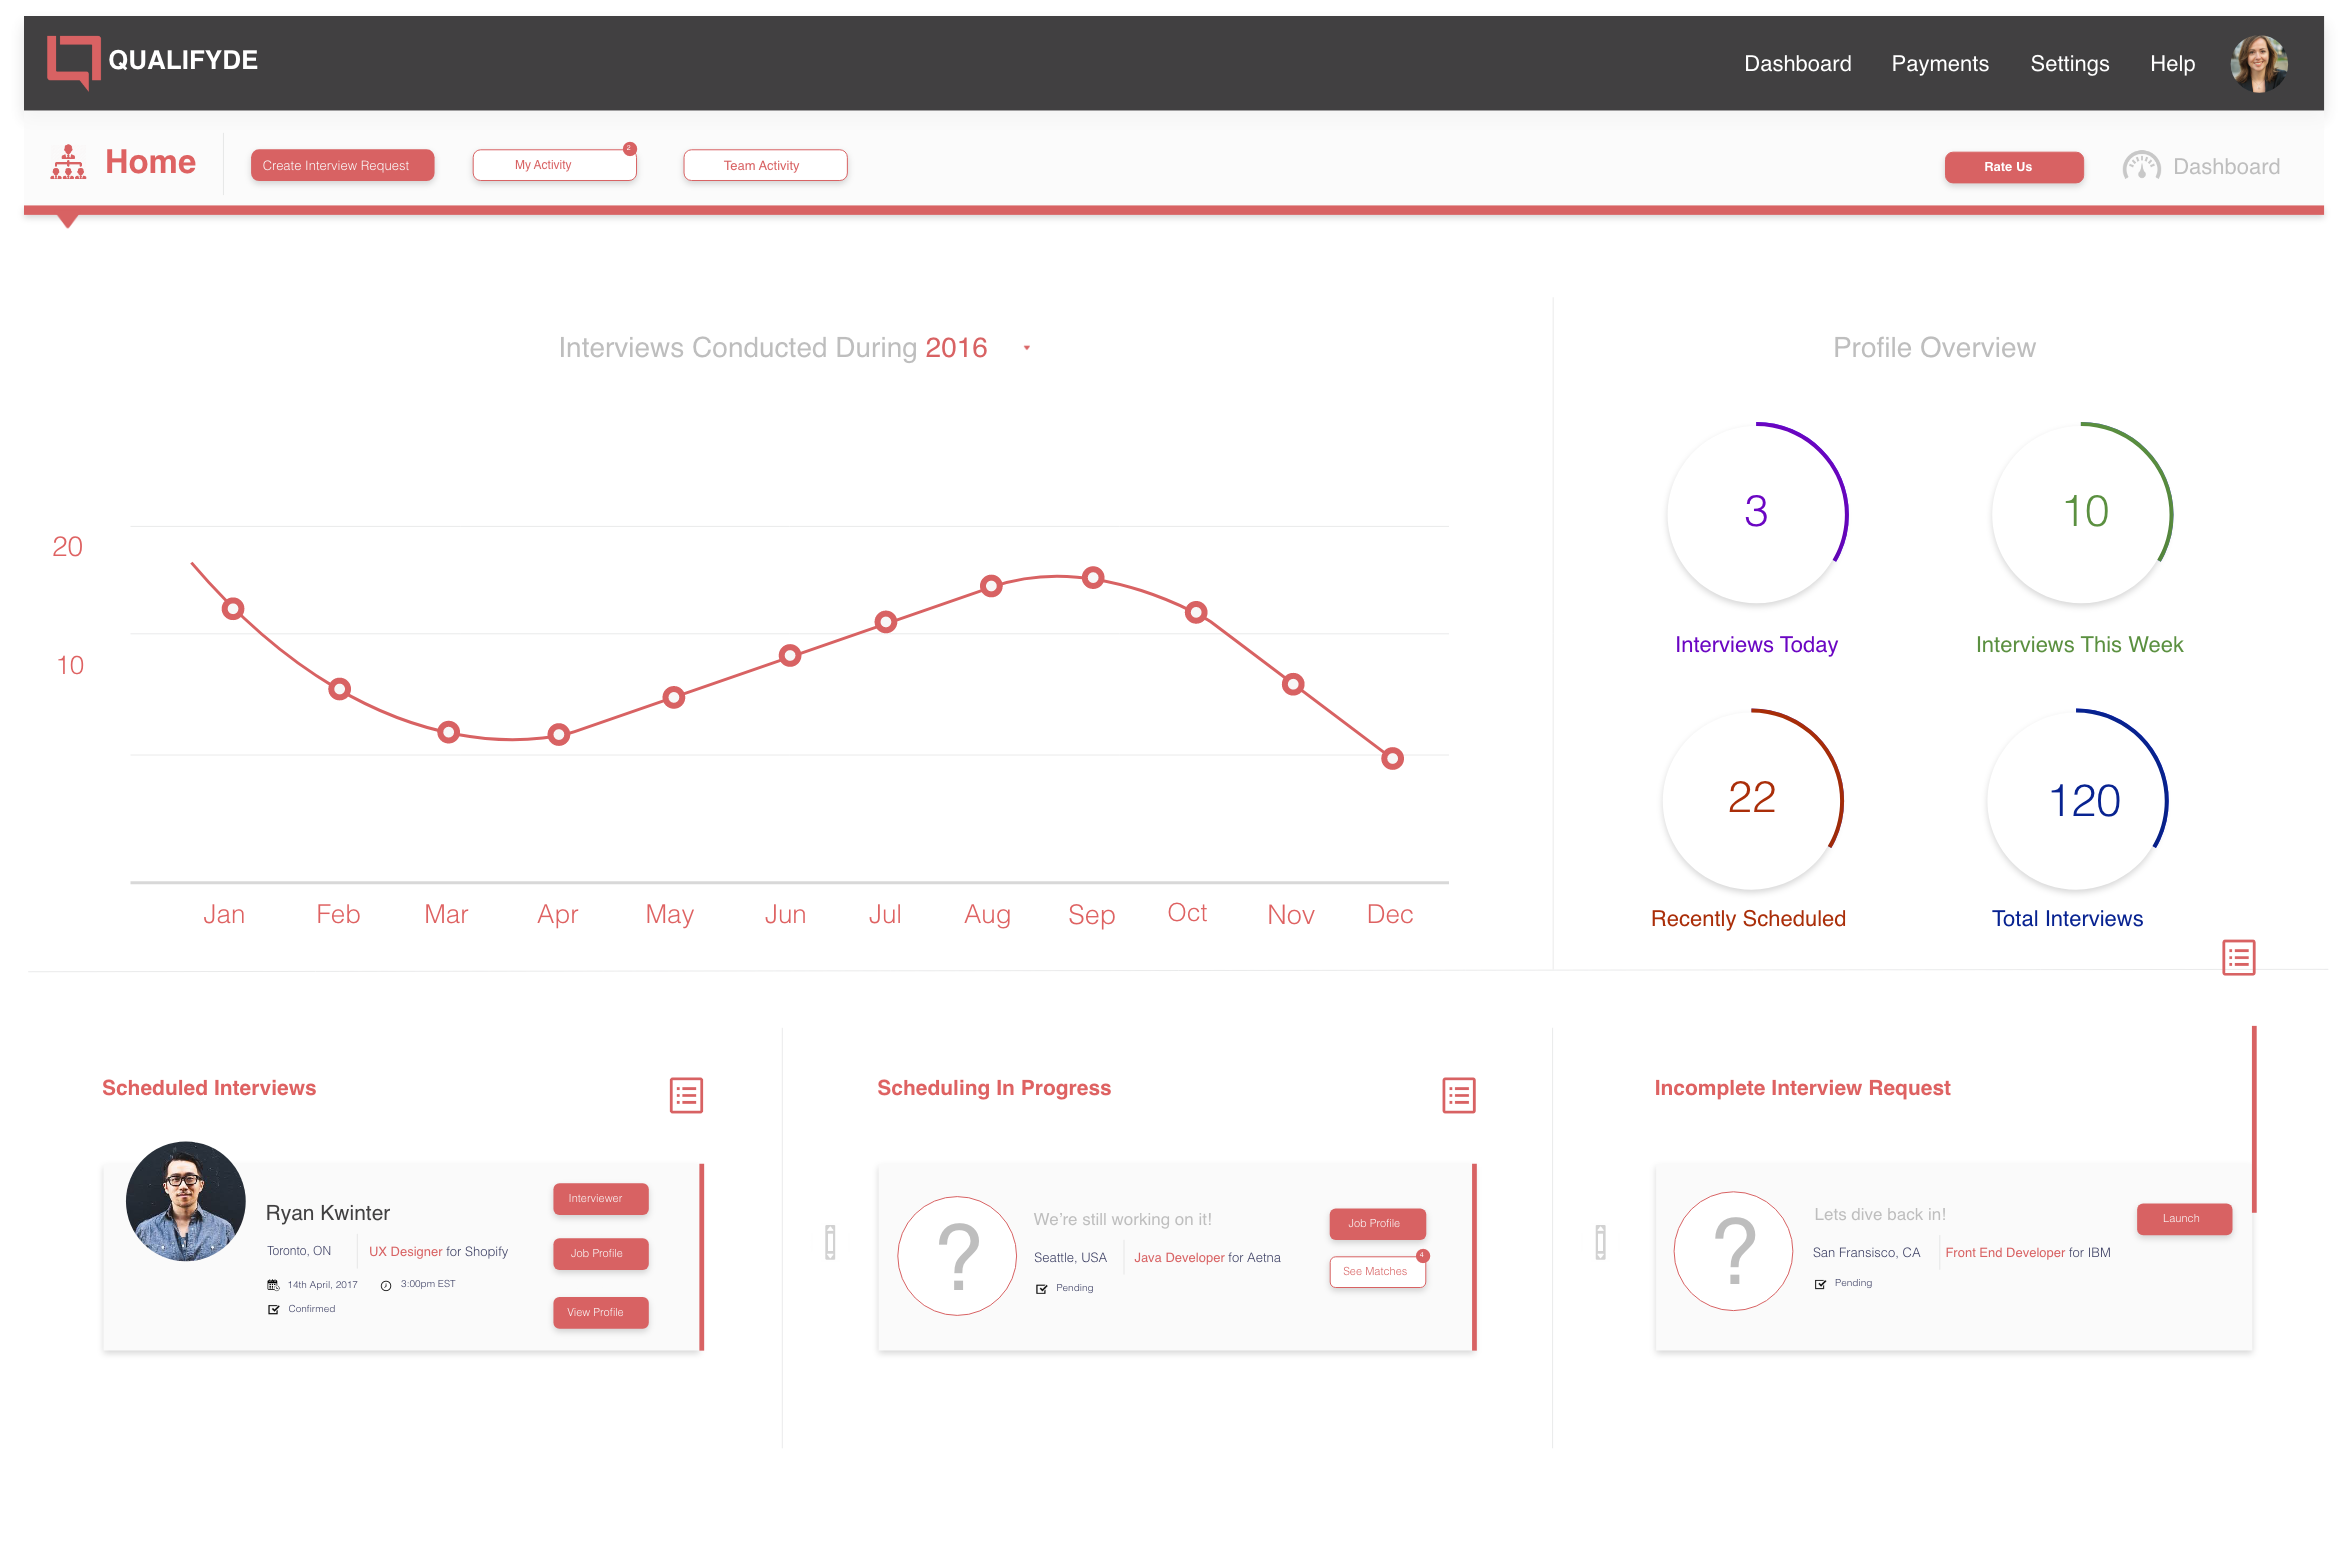 QUALIFYDE
Dashboard Payments Settings Help
Home
Create Interview Request
My Activity
2
Team Activity
Rate Us
Dashboard
Interviews Conducted During 2016
20
10
Jan Feb Mar Apr May Jun Jul Aug Sep Oct Nov Dec
Profile Overview
3
Interviews Today
10
Interviews This Week
22
Recently Scheduled
120
Total Interviews
Scheduled Interviews
Ryan Kwinter
Toronto, ON
UX Designer for Shopify
14th April, 2017
3:00pm EST
Confirmed
Interviewer
Job Profile
View Profile
Scheduling In Progress
?
We're still working on it!
Seattle, USA
Java Developer for Aetna
Pending
Job Profile
See Matches
4
Incomplete Interview Request
?
Lets dive back in!
San Fransisco, CA
Front End Developer for IBM
Pending
Launch